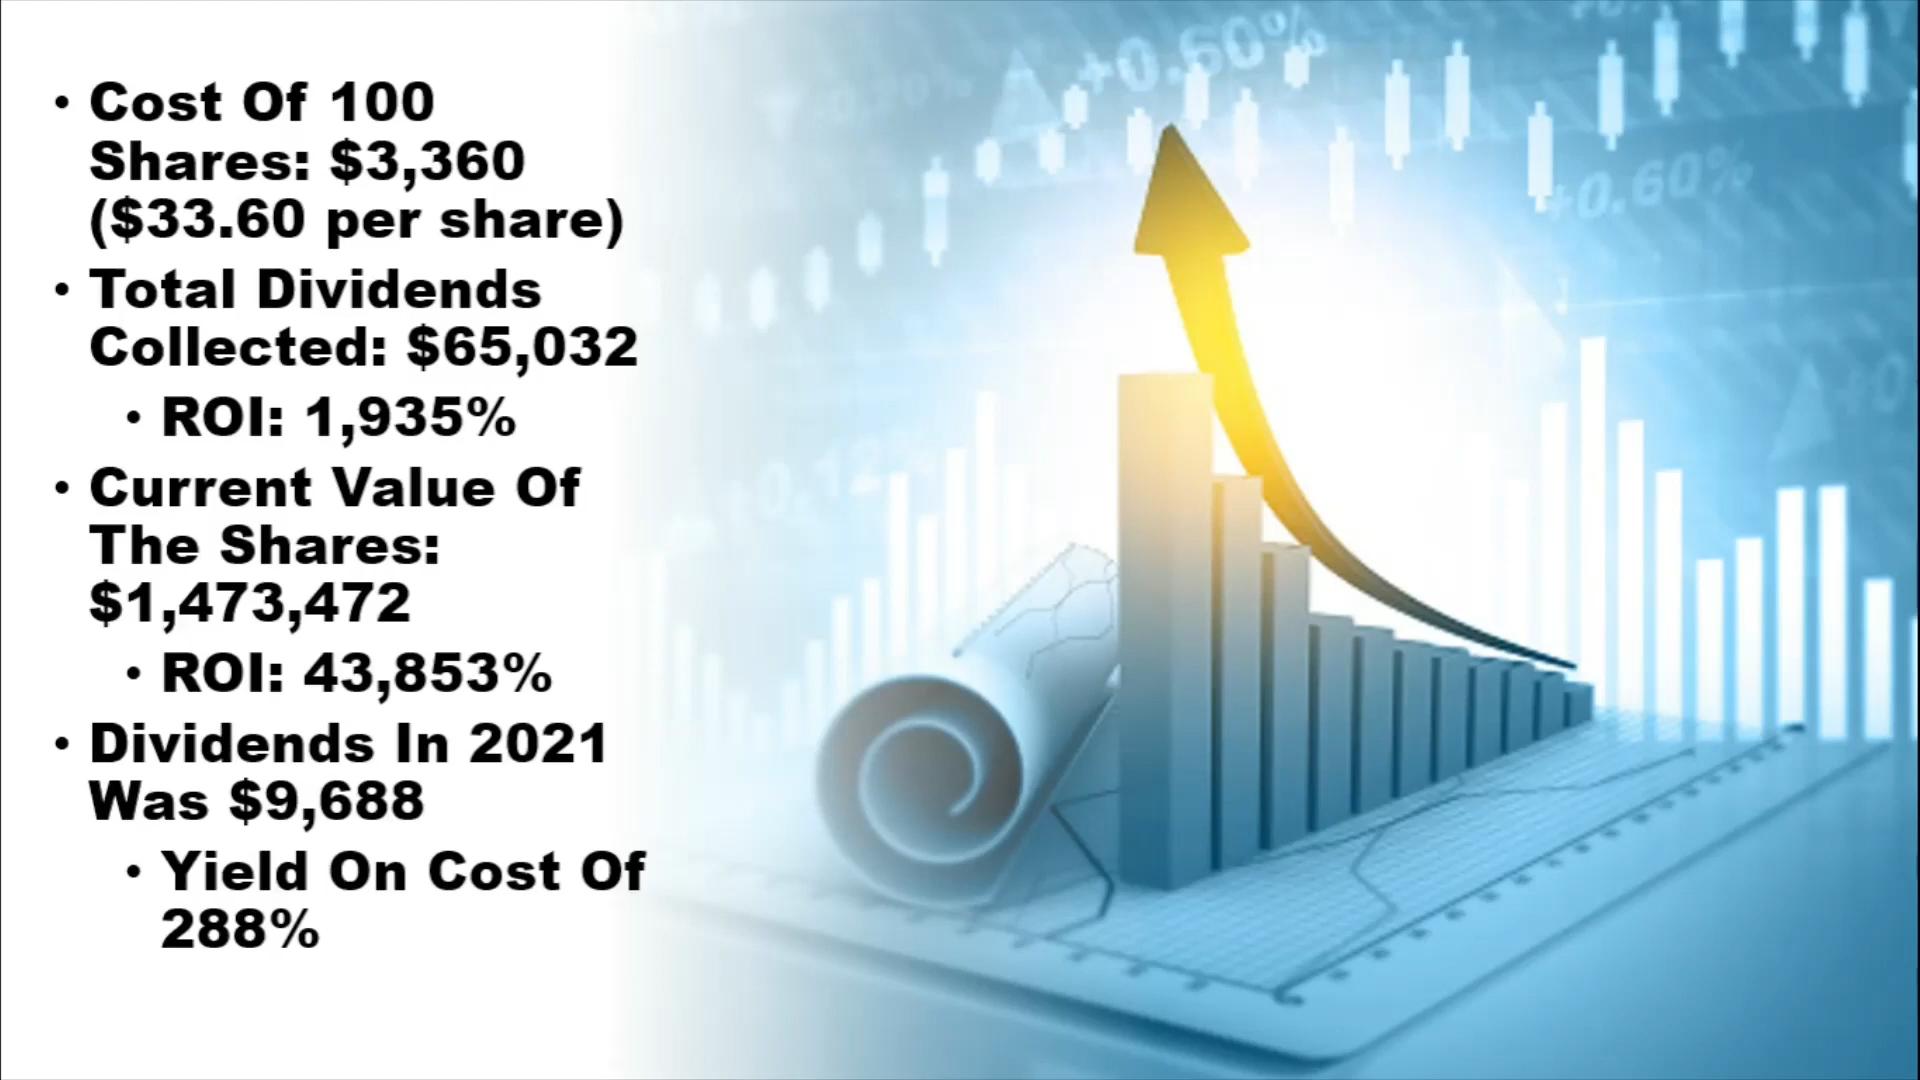 • Cost Of 100
Shares: $3,360
($33.60 per share)
• Total Dividends
Collected: $65,032
• ROI: 1,935%
• Current Value Of
The Shares:
$1,473,472
• ROI: 43,853%
• Dividends In 2021
Was $9,688
• Yield On Cost Of
288%
+0.60%
+0.60%